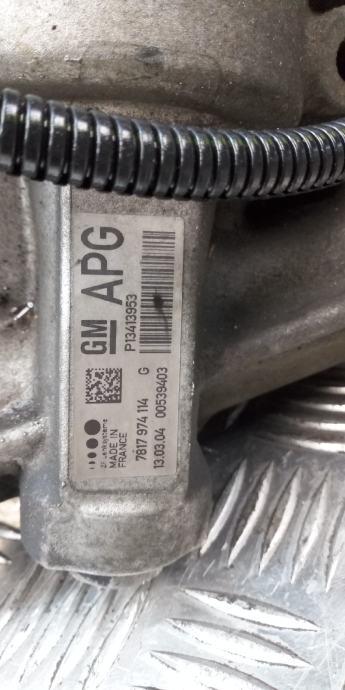 GM APG
P13413953
ZF Lenksysteme
MADE IN
FRANCE
7817 974 114 G
13.03.04 00539403